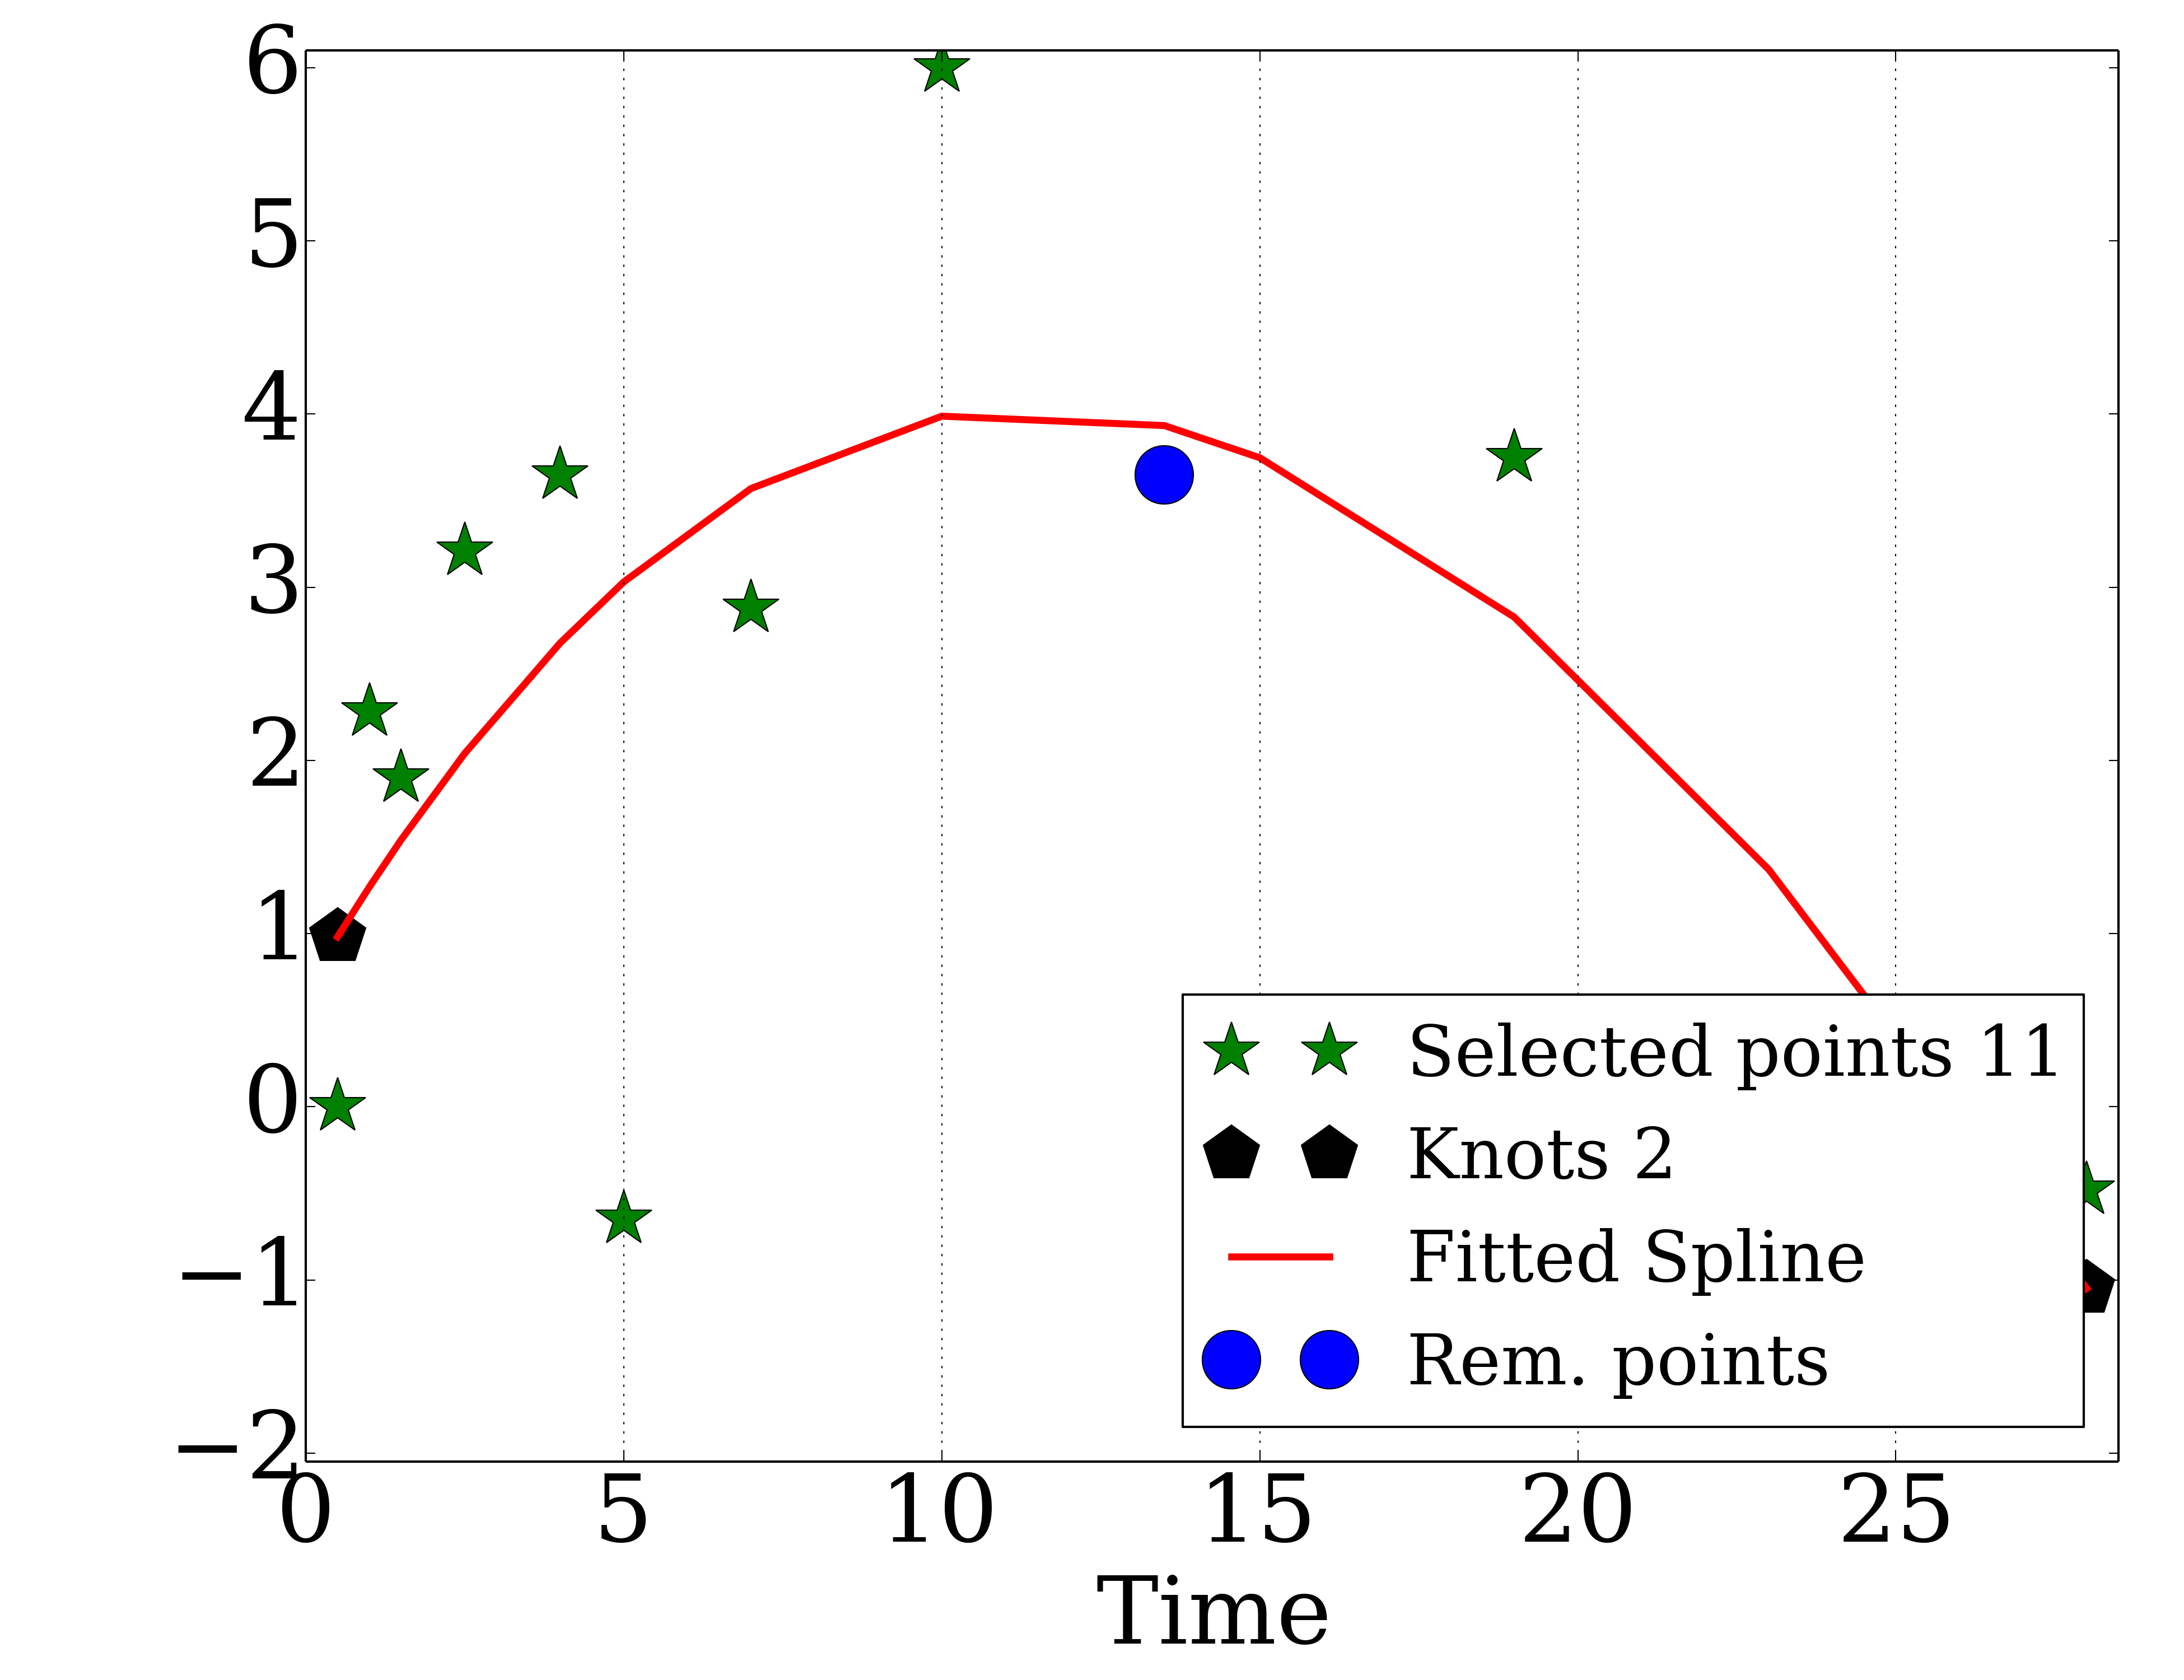 6
5
4
3
2
1
0
−1
−2
Selected points 11
Knots 2
Fitted Spline
Rem. points
0 5 10 15 20 25
Time